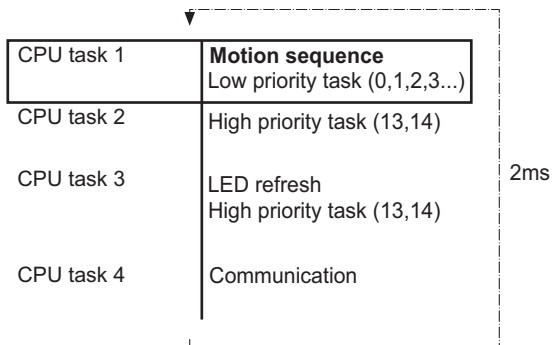 CPU task 1
Motion sequence
Low priority task (0,1,2,3...)
CPU task 2
High priority task (13,14)
CPU task 3
LED refresh
High priority task (13,14)
2ms
CPU task 4
Communication